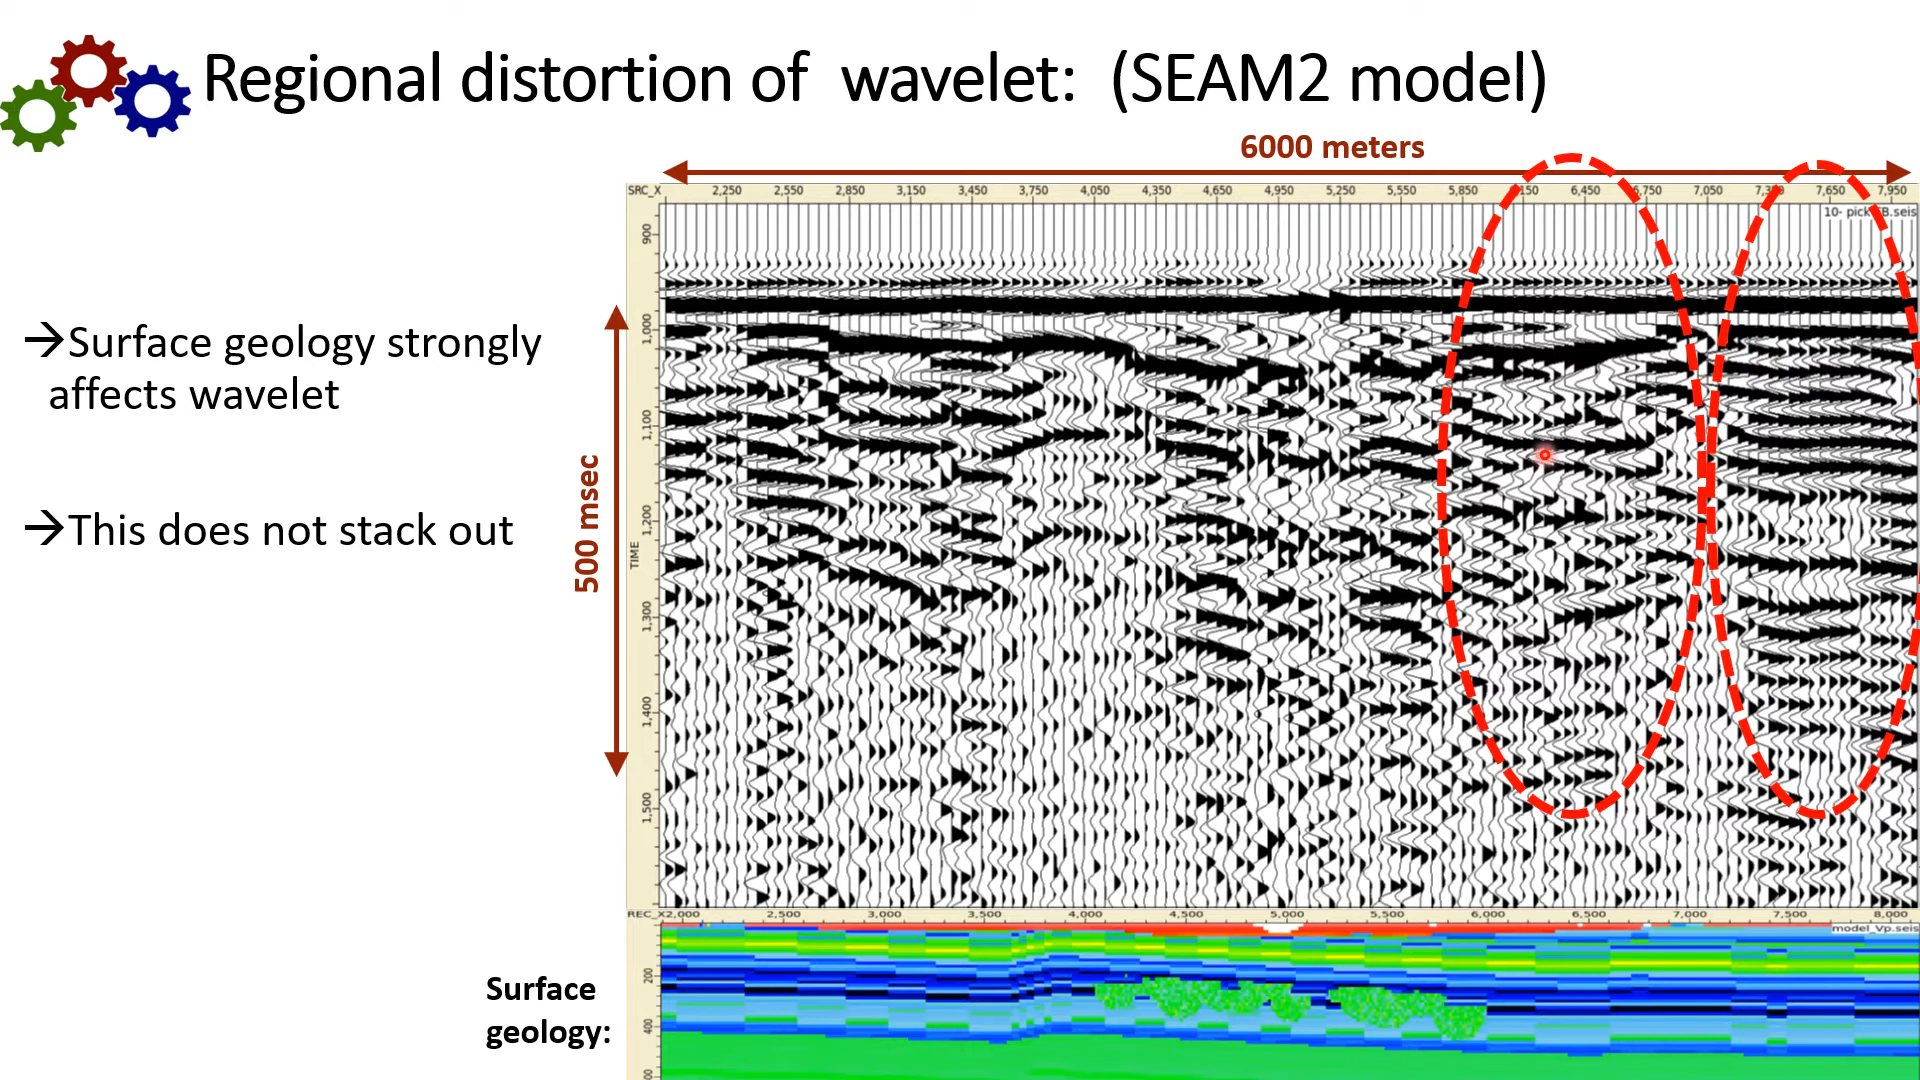 Regional distortion of wavelet: (SEAM2 model)
6000 meters
SRC_X 2,250 2,550 2,850 3,150 3,450 3,750 4,050 4,350 4,650 4,950 5,250 5,550 5,850 6,450 7,050 7,650 7,950
10- pick
.seis
900
1,000
→Surface geology strongly
affects wavelet
1,100
500 msec
→This does not stack out
1,200
TIME
1,300
1,400
1,500
REC_X 2,000 2,500 3,000 3,500 4,000 4,500 5,000 5,500 6,000 6,500 7,000 7,500 8,000
model_Vp.seis
200
Surface
geology:
400